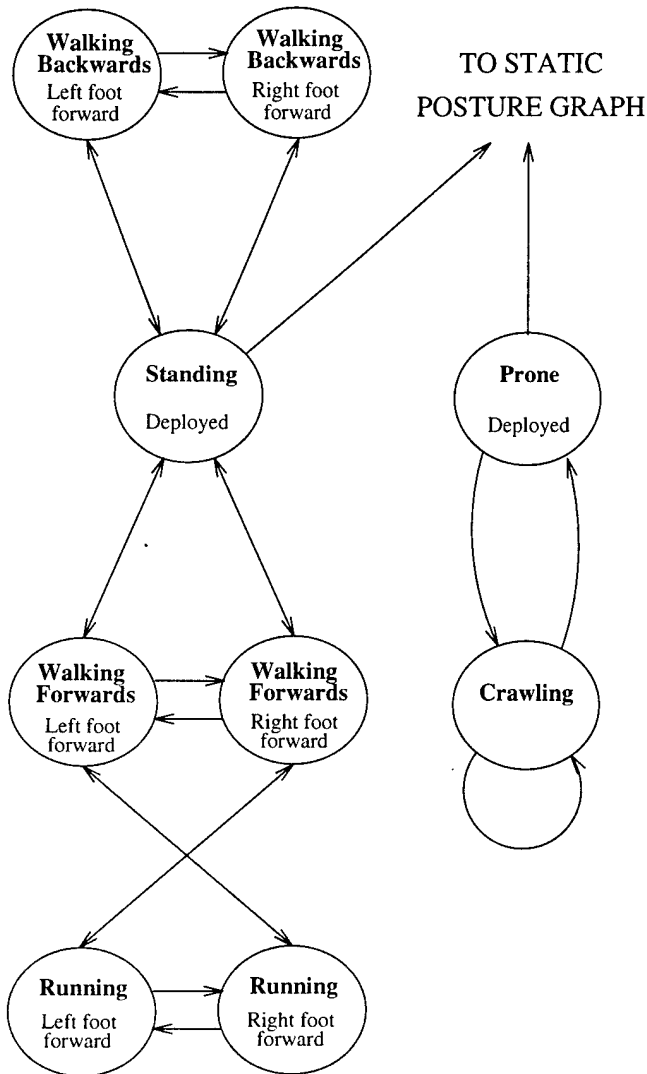 Walking
Backwards
Left foot
forward
Walking
Backwards
Right foot
forward
TO STATIC
POSTURE GRAPH
Standing
Deployed
Prone
Deployed
Walking
Forwards
Left foot
forward
Walking
Forwards
Right foot
forward
Crawling
Running
Left foot
forward
Running
Right foot
forward